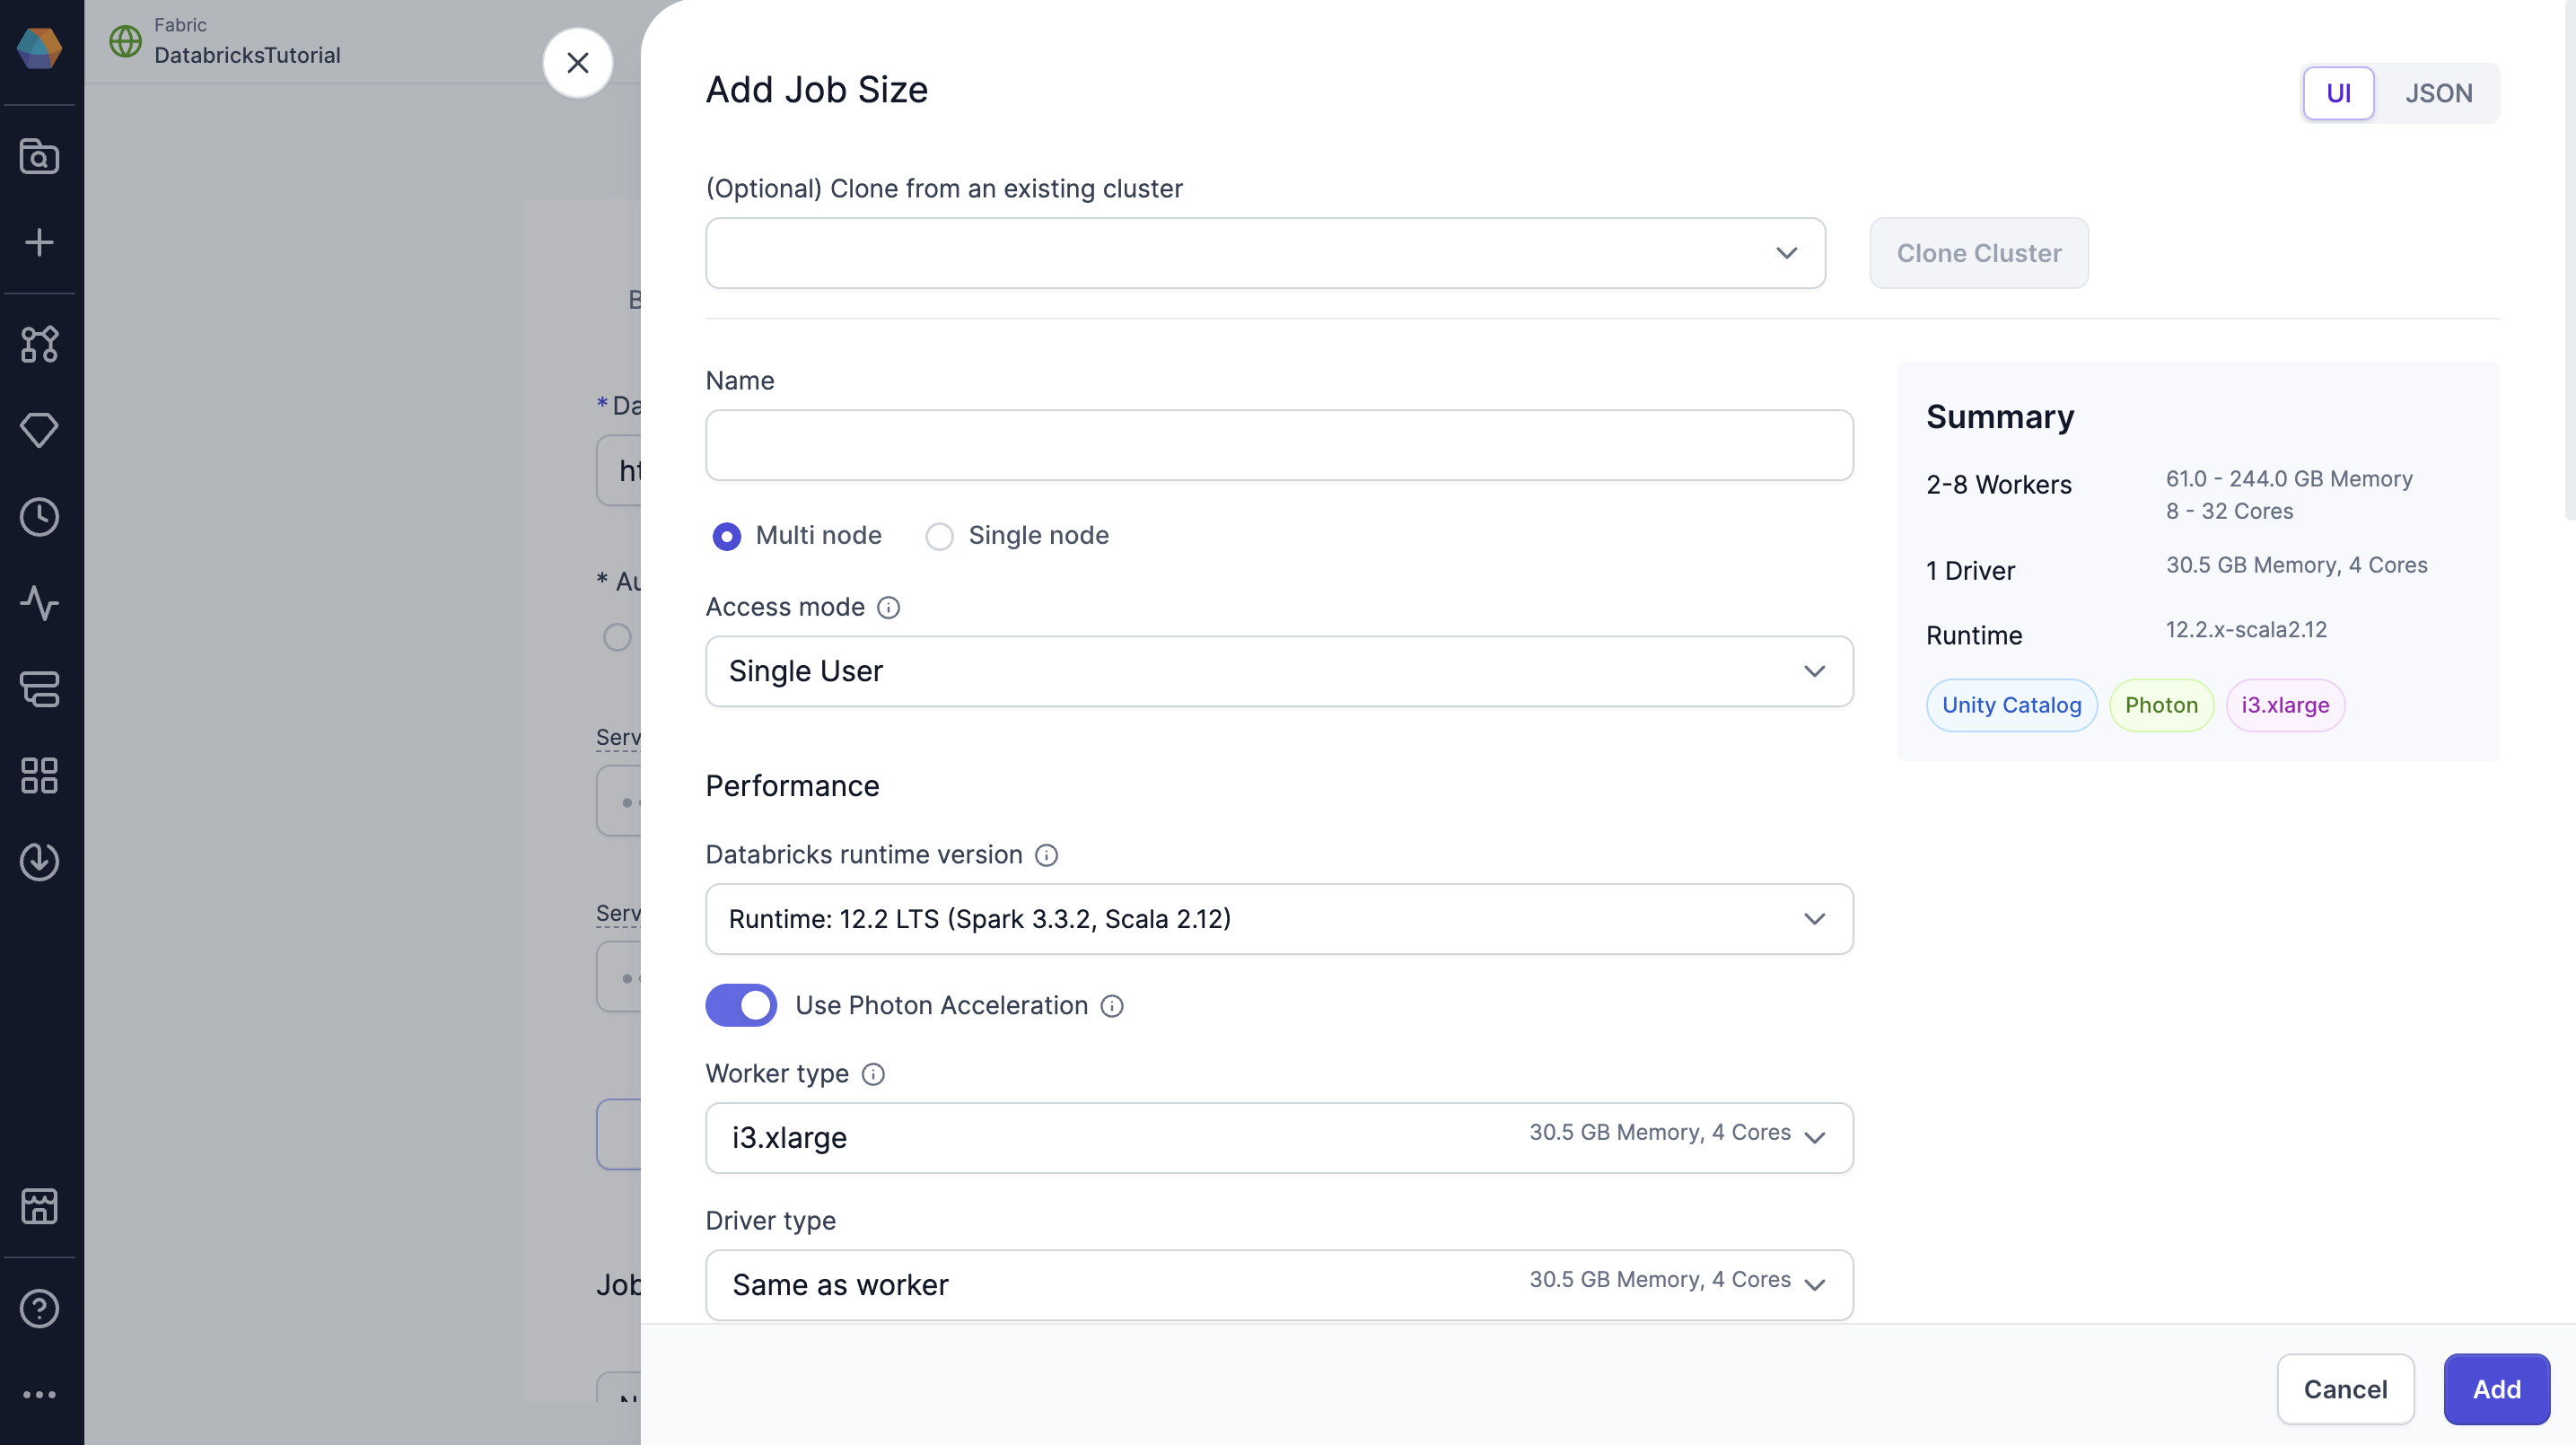 Fabric
DatabricksTutorial
Add Job Size
UI
JSON
(Optional) Clone from an existing cluster
Clone Cluster
Name
Multi node
Single node
Access mode
Single User
Performance
Databricks runtime version
Runtime: 12.2 LTS (Spark 3.3.2, Scala 2.12)
Use Photon Acceleration
Worker type
i3.xlarge
30.5 GB Memory, 4 Cores
Driver type
Same as worker
30.5 GB Memory, 4 Cores
Summary
2-8 Workers
61.0 - 244.0 GB Memory
8 - 32 Cores
1 Driver
30.5 GB Memory, 4 Cores
Runtime
12.2.x-scala2.12
Unity Catalog
Photon
i3.xlarge
* Da
ht
* Au
Serv
Serv
Job
Cancel
Add